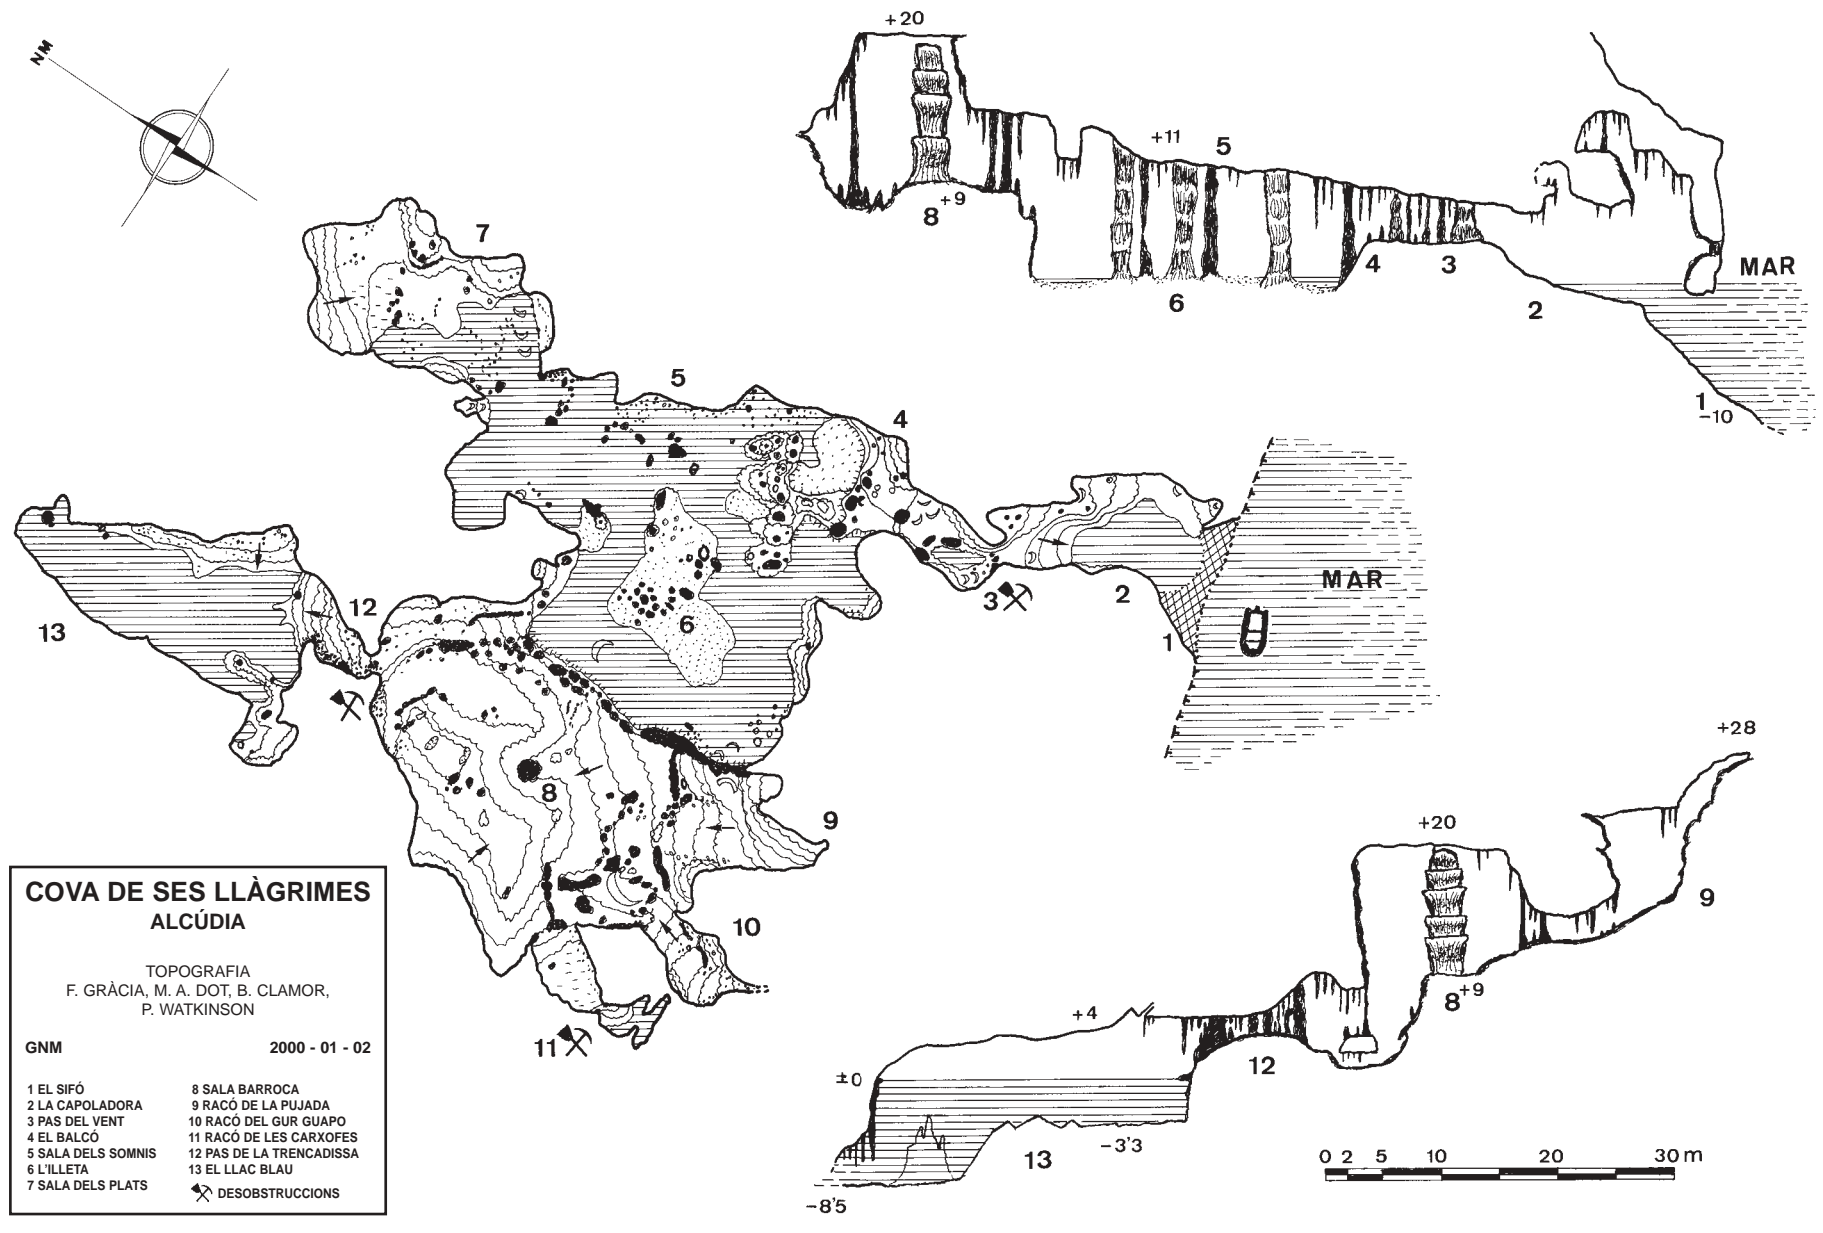 NM
+20
+11
5
8
+9
6
4
3
2
MAR
1
-10
7
5
4
6
3
2
1
MAR
13
12
8
9
10
11
+28
+20
9
8
+9
+4
±0
12
-3'3
13
-8'5
0 2 5 10 20 30 m
COVA DE SES LLÀGRIMES
ALCÚDIA
TOPOGRAFIA
F. GRÀCIA, M. A. DOT, B. CLAMOR,
P. WATKINSON
GNM 2000 - 01 - 02
1 EL SIFÓ
2 LA CAPOLADORA
3 PAS DEL VENT
4 EL BALCÓ
5 SALA DELS SOMNIS
6 L'ILLETA
7 SALA DELS PLATS
8 SALA BARROCA
9 RACÓ DE LA PUJADA
10 RACÓ DEL GUR GUAPO
11 RACÓ DE LES CARXOFES
12 PAS DE LA TRENCADISSA
13 EL LLAC BLAU
DESOBSTRUCCIONS